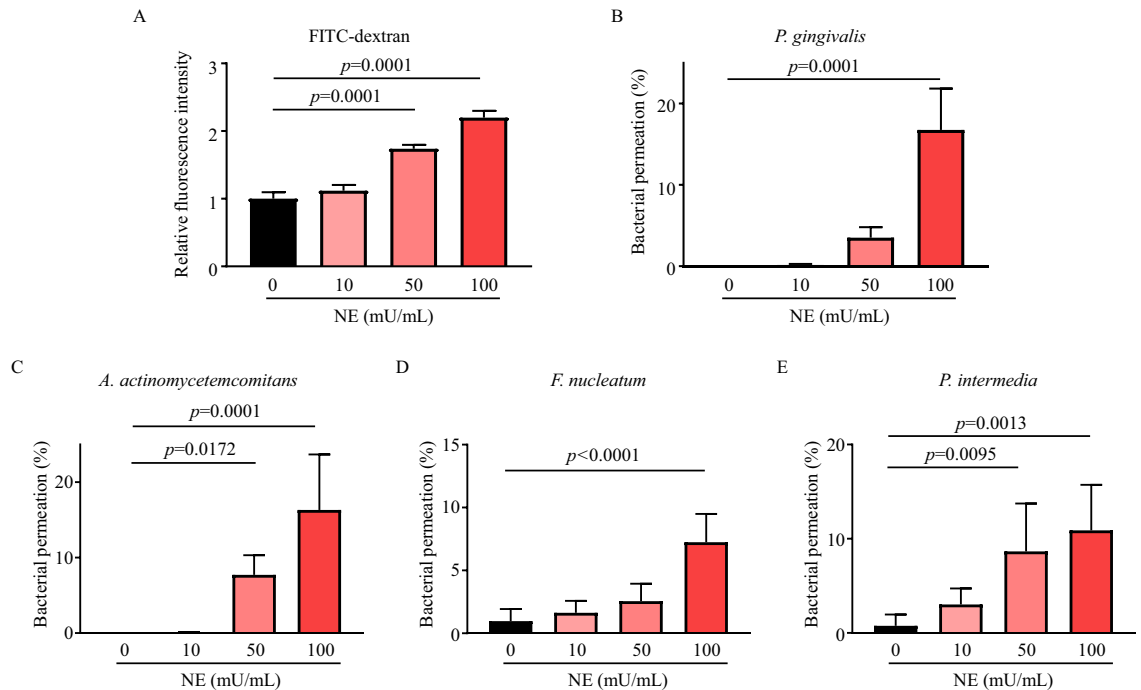 A
FITC-dextran
p=0.0001
p=0.0001
Relative fluorescence intensity
3
2
1
0
0 10 50 100
NE (mU/mL)
B
P. gingivalis
p=0.0001
Bacterial permeation (%)
20
10
0
0 10 50 100
NE (mU/mL)
C
A. actinomycetemcomitans
p=0.0001
p=0.0172
Bacterial permeation (%)
20
10
0
0 10 50 100
NE (mU/mL)
D
F. nucleatum
p<0.0001
Bacterial permeation (%)
15
10
5
0
0 10 50 100
NE (mU/mL)
E
P. intermedia
p=0.0013
p=0.0095
Bacterial permeation (%)
20
10
0
0 10 50 100
NE (mU/mL)